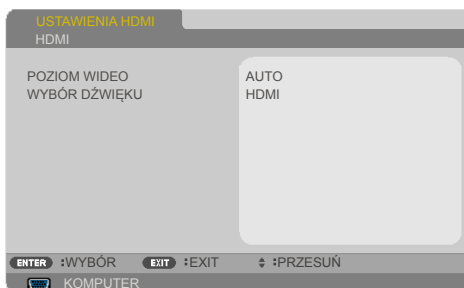 USTAWIENIA HDMI
HDMI
POZIOM WIDEO AUTO
WYBÓR DŹWIĘKU HDMI
ENTER :WYBÓR EXIT :EXIT :PRZESUŃ
KOMPUTER